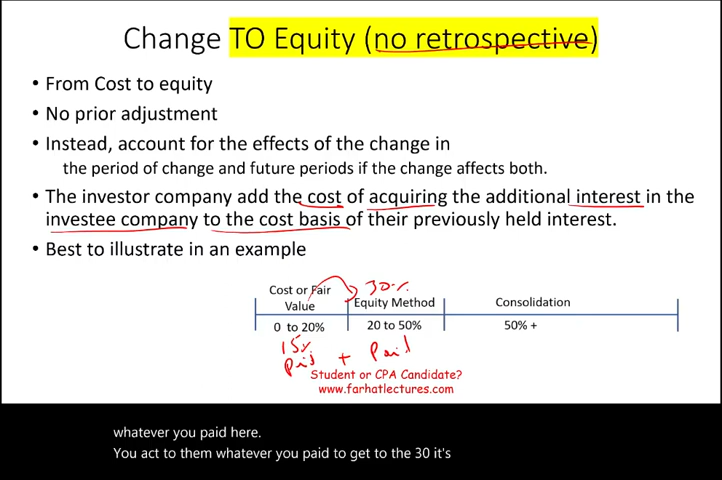 Change TO Equity (no retrospective)
• From Cost to equity
• No prior adjustment
• Instead, account for the effects of the change in
the period of change and future periods if the change affects both.
• The investor company add the cost of acquiring the additional interest in the
investee company to the cost basis of their previously held interest.
• Best to illustrate in an example
30%
Cost or Fair
Value
Equity Method
Consolidation
0 to 20%
20 to 50%
50% +
15%
Paid + Paid
Student or CPA Candidate?
www.farhatlectures.com
whatever you paid here.
You act to them whatever you paid to get to the 30 it's